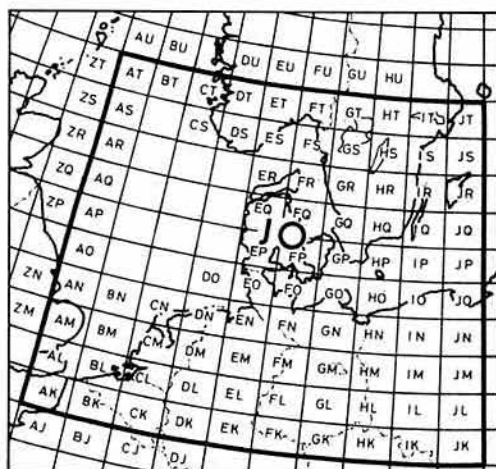 AU BU DU EU FU GU HU
ZT AT BT CT DT ET FT GT HT IT JT
ZS AS CS DS ES FS GS HS IS JS
ZR AR ER FR GR HR IR JR
ZQ AQ EQ FQ GQ HQ IQ JQ
ZP AP EP FP GP HP IP JP
JO
AO DO EO FO GO HO IO JO
ZN AN BN CN DN EN FN GN HN IN JN
ZM AM BM CM DM EM FM GM HM IM JM
AL BL CL DL EL FL GL HL IL JL
AK BK CK DK EK FK GK HK IK JK
AJ BJ CJ DJ